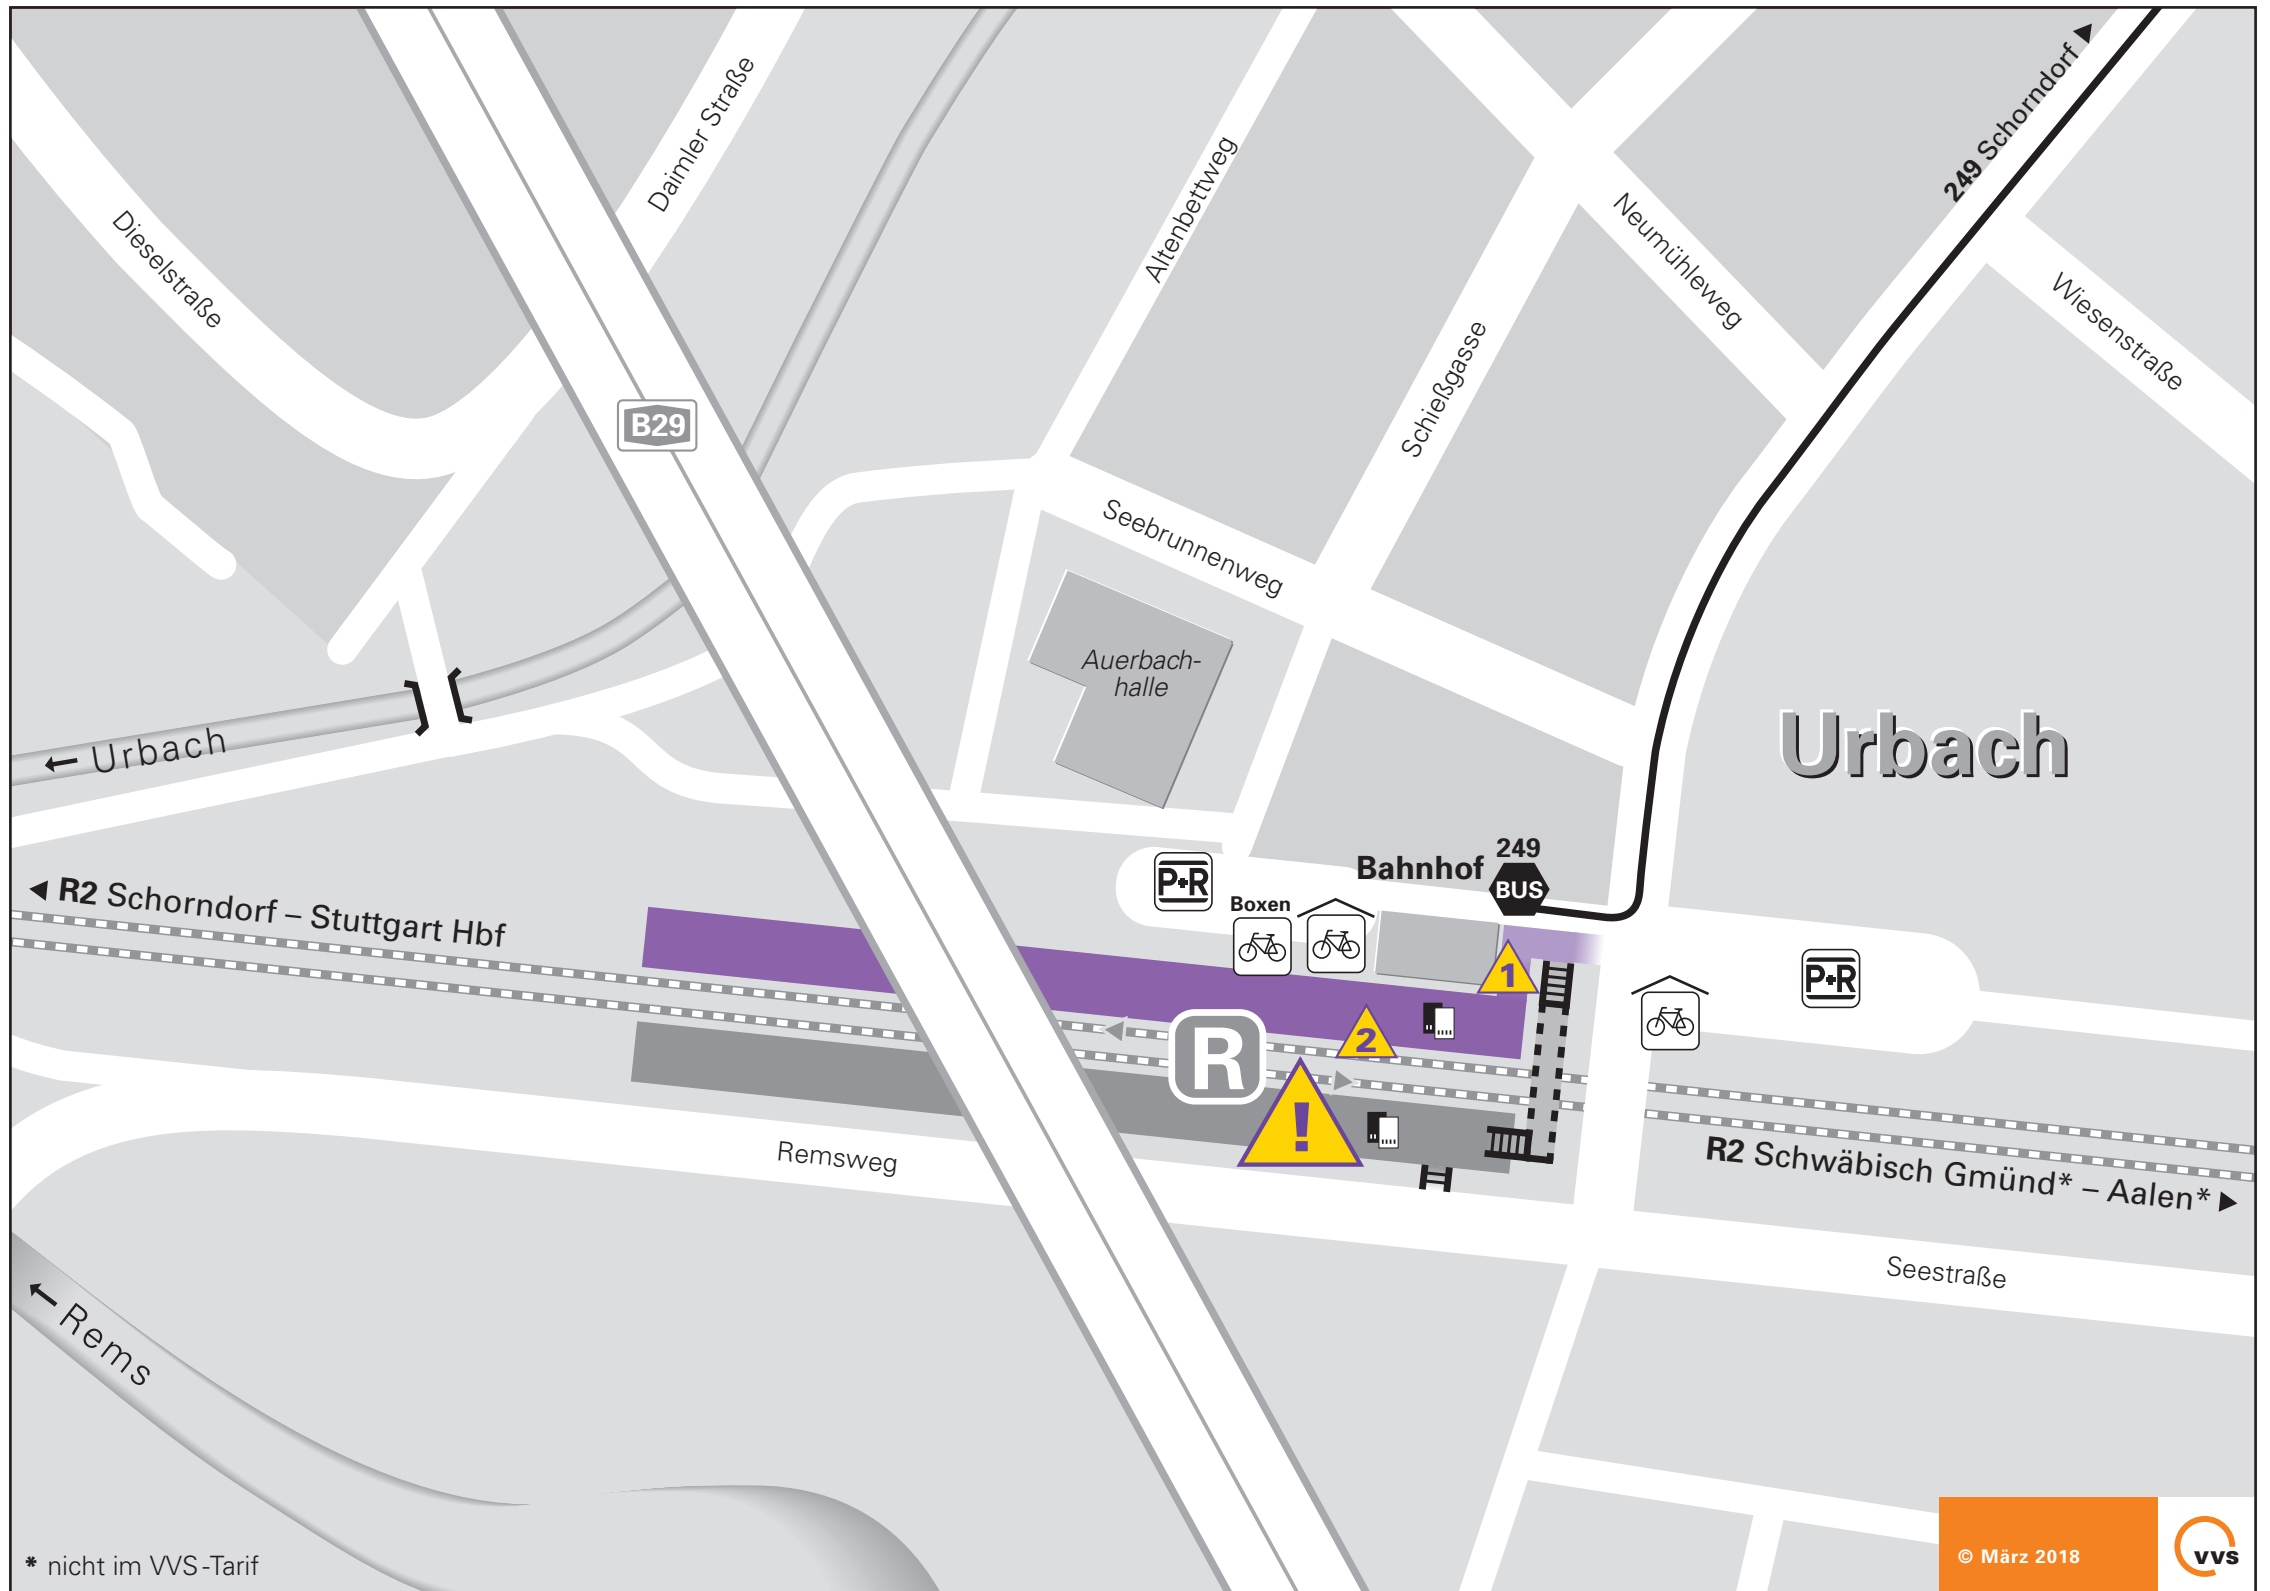 Daimler Straße
Dieselstraße
B29
Altenbettweg
Schießgasse
Neumühleweg
249 Schorndorf
Wiesenstraße
Seebrunnenweg
Auerbach-
halle
← Urbach
Urbach
249
Bahnhof
BUS
P+R
Boxen
R2 Schorndorf – Stuttgart Hbf
1
P+R
2
R
!
Remsweg
R2 Schwäbisch Gmünd* – Aalen*
Seestraße
← Rems
* nicht im VVS-Tarif
© März 2018
vvs